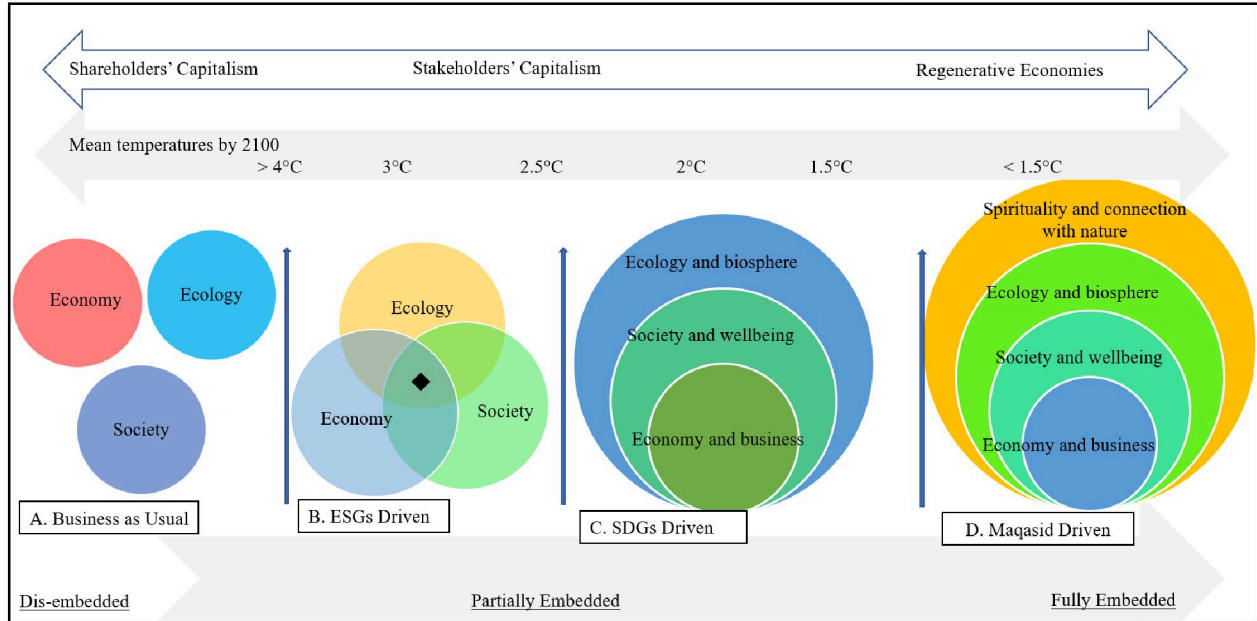 Shareholders' Capitalism
Stakeholders' Capitalism
Regenerative Economies
Mean temperatures by 2100
> 4°C
3°C
2.5°C
2°C
1.5°C
< 1.5°C
Economy
Ecology
Society
A. Business as Usual
Ecology
Economy
Society
B. ESGs Driven
Ecology and biosphere
Society and wellbeing
Economy and business
C. SDGs Driven
Spirituality and connection
with nature
Ecology and biosphere
Society and wellbeing
Economy and business
D. Maqasid Driven
Dis-embedded
Partially Embedded
Fully Embedded